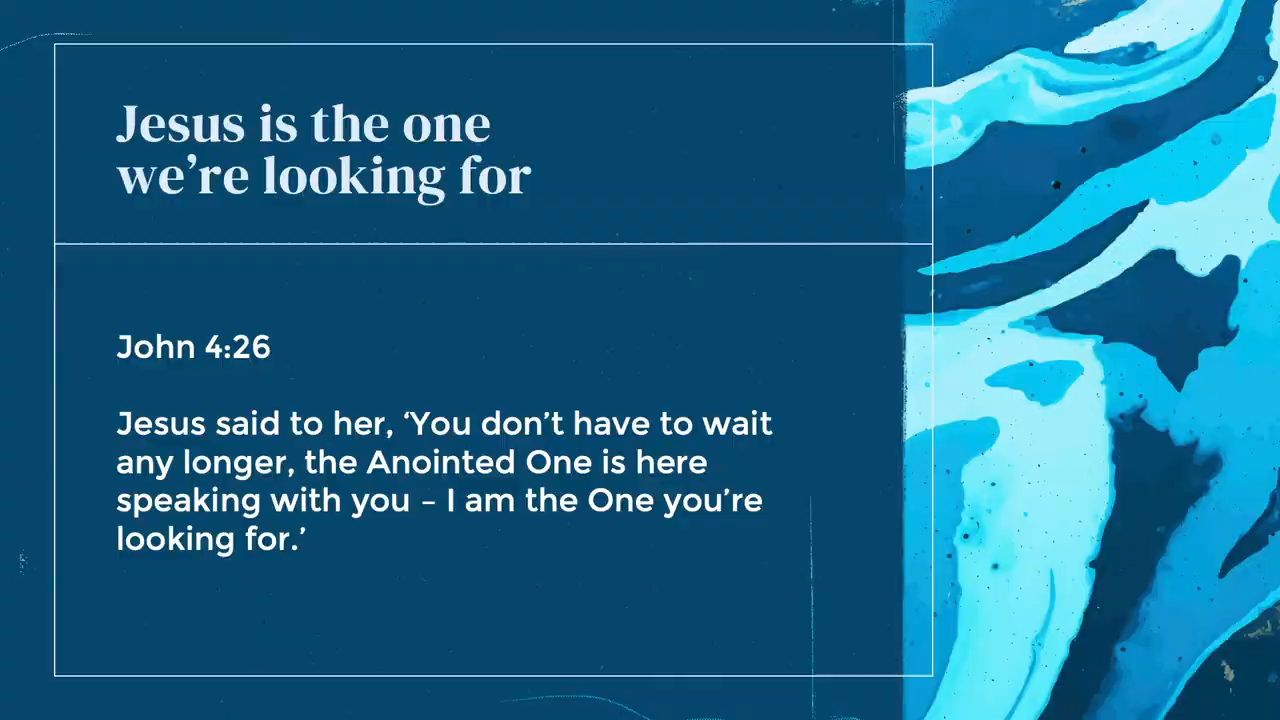 Jesus is the one
we’re looking for
John 4:26
Jesus said to her, ‘You don’t have to wait
any longer, the Anointed One is here
speaking with you – I am the One you’re
looking for.’